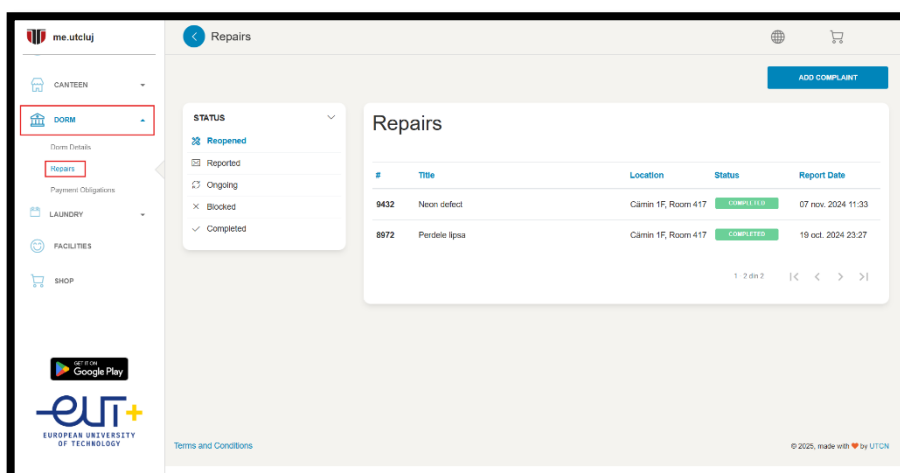 me.utcluj
Repairs
CANTEEN
ADD COMPLAINT
DORM
Dorm Details
Repairs
Payment Obligations
LAUNDRY
FACILITIES
SHOP
STATUS
Reopened
Reported
Ongoing
Blocked
Completed
Repairs
# Title Location Status Report Date
9432 Neon defect Cămin 1F, Room 417 COMPLETED 07 nov. 2024 11:33
8972 Perdele lipsa Cămin 1F, Room 417 COMPLETED 19 oct. 2024 23:27
1 - 2 din 2
GET IT ON
Google Play
eut+
EUROPEAN UNIVERSITY
OF TECHNOLOGY
Terms and Conditions
© 2025, made with 🧡 by UTCN